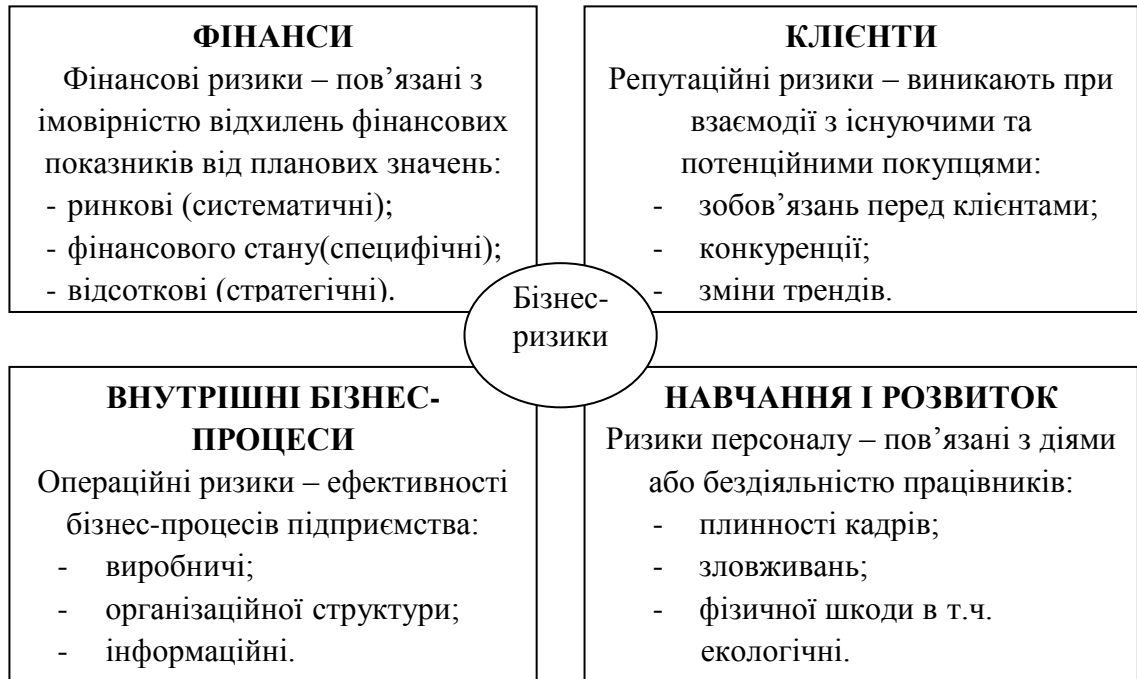 ФІНАНСИ
Фінансові ризики – пов’язані з
імовірністю відхилень фінансових
показників від планових значень:
- ринкові (систематичні);
- фінансового стану(специфічні);
- відсоткові (стратегічні).
КЛІЄНТИ
Репутаційні ризики – виникають при
взаємодії з існуючими та
потенційними покупцями:
- зобов’язань перед клієнтами;
- конкуренції;
- зміни трендів.
Бізнес-
ризики
ВНУТРІШНІ БІЗНЕС-
ПРОЦЕСИ
Операційні ризики – ефективності
бізнес-процесів підприємства:
- виробничі;
- організаційної структури;
- інформаційні.
НАВЧАННЯ І РОЗВИТОК
Ризики персоналу – пов’язані з діями
або бездіяльністю працівників:
- плинності кадрів;
- зловживань;
- фізичної шкоди в т.ч.
екологічні.